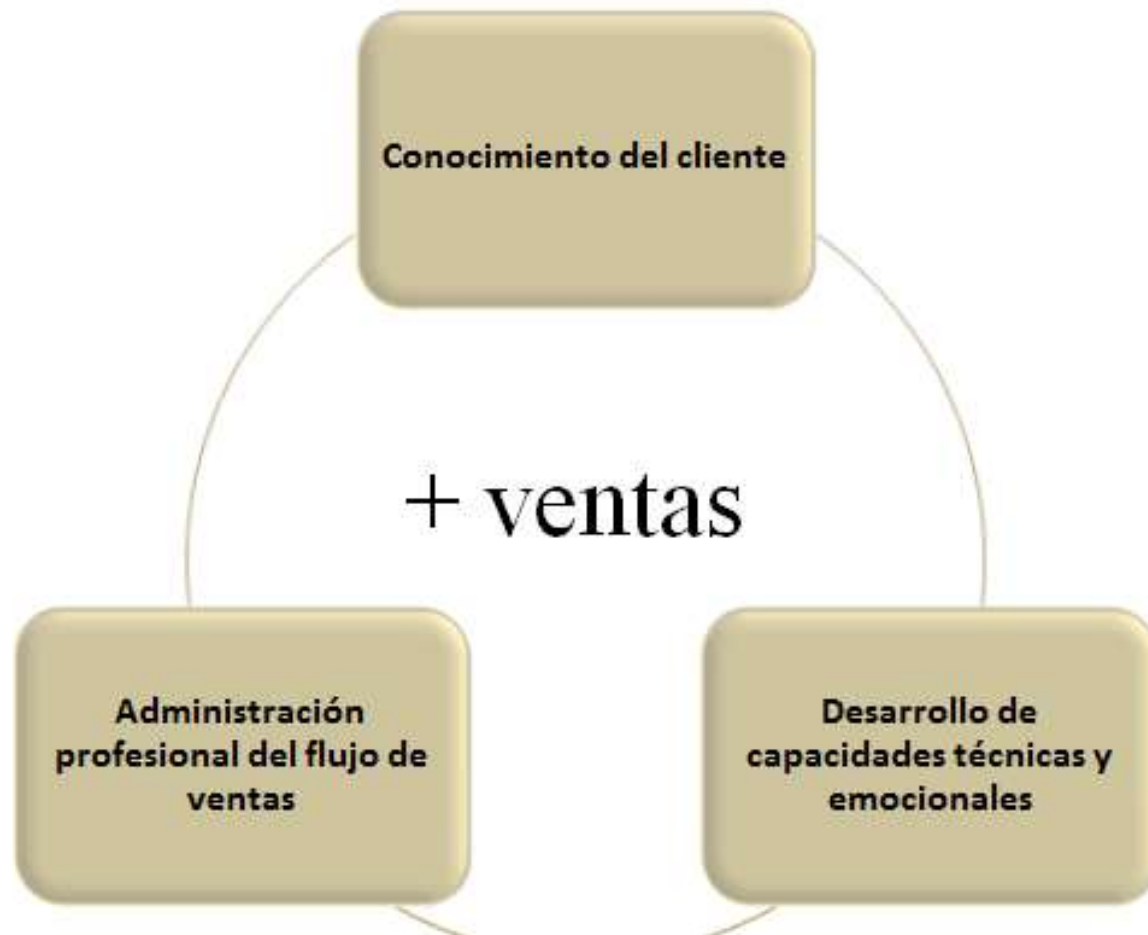 Conocimiento del cliente
+ ventas
Administración
profesional del flujo de
ventas
Desarrollo de
capacidades técnicas y
emocionales